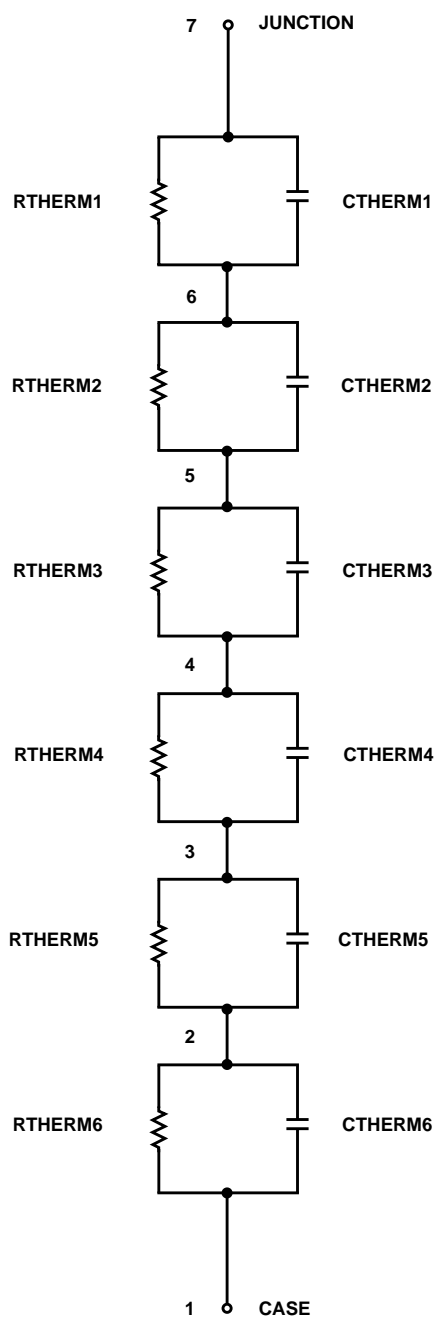 7 JUNCTION
RTHERM1 CTHERM1
6
RTHERM2 CTHERM2
5
RTHERM3 CTHERM3
4
RTHERM4 CTHERM4
3
RTHERM5 CTHERM5
2
RTHERM6 CTHERM6
1 CASE